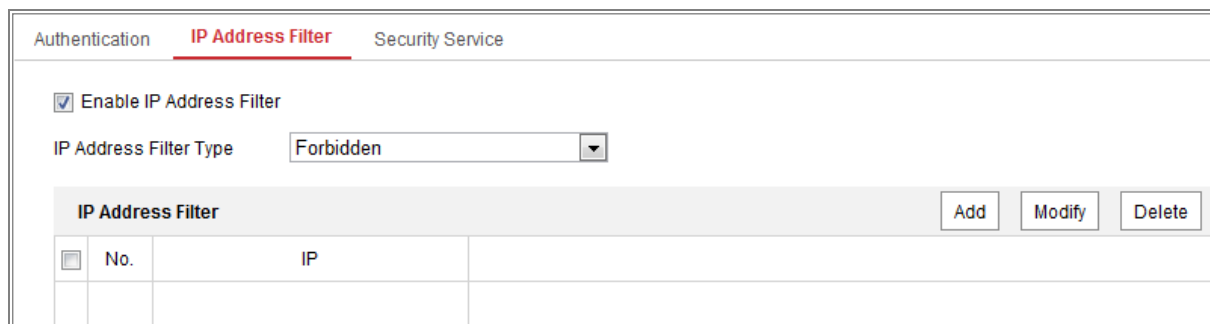 Authentication IP Address Filter Security Service
Enable IP Address Filter
IP Address Filter Type Forbidden
IP Address Filter Add Modify Delete
No. IP